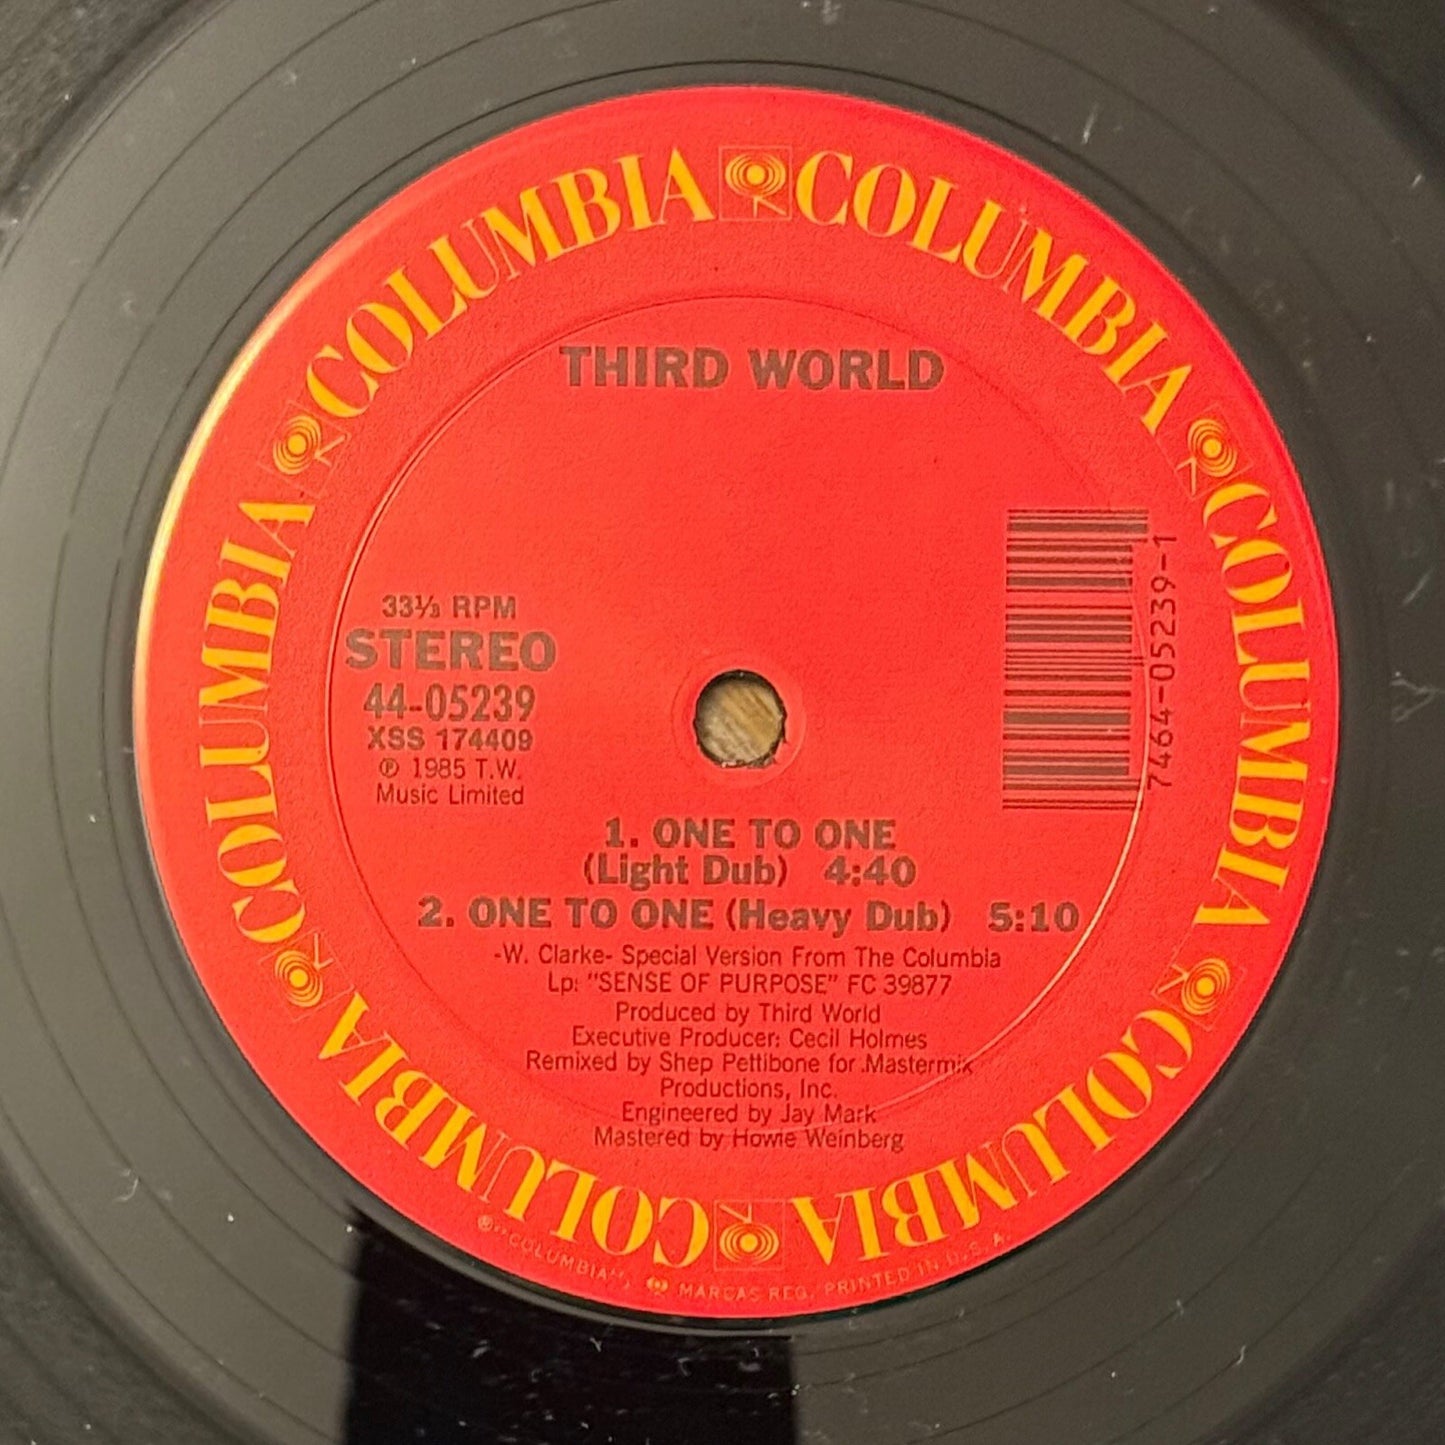 COLUMBIA COLUMBIA COLUMBIA COLUMBIA COLUMBIA COLUMBIA
THIRD WORLD
33⅓ RPM
STEREO
44-05239
XSS 174409
℗ 1985 T.W.
Music Limited
7464-05239-1
1. ONE TO ONE
(Light Dub) 4:40
2. ONE TO ONE (Heavy Dub) 5:10
-W. Clarke- Special Version From The Columbia
Lp: "SENSE OF PURPOSE" FC 39877
Produced by Third World
Executive Producer: Cecil Holmes
Remixed by Shep Pettibone for Mastermix
Productions, Inc.
Engineered by Jay Mark
Mastered by Howie Weinberg
® "COLUMBIA", MARCAS REG. PRINTED IN U.S.A.